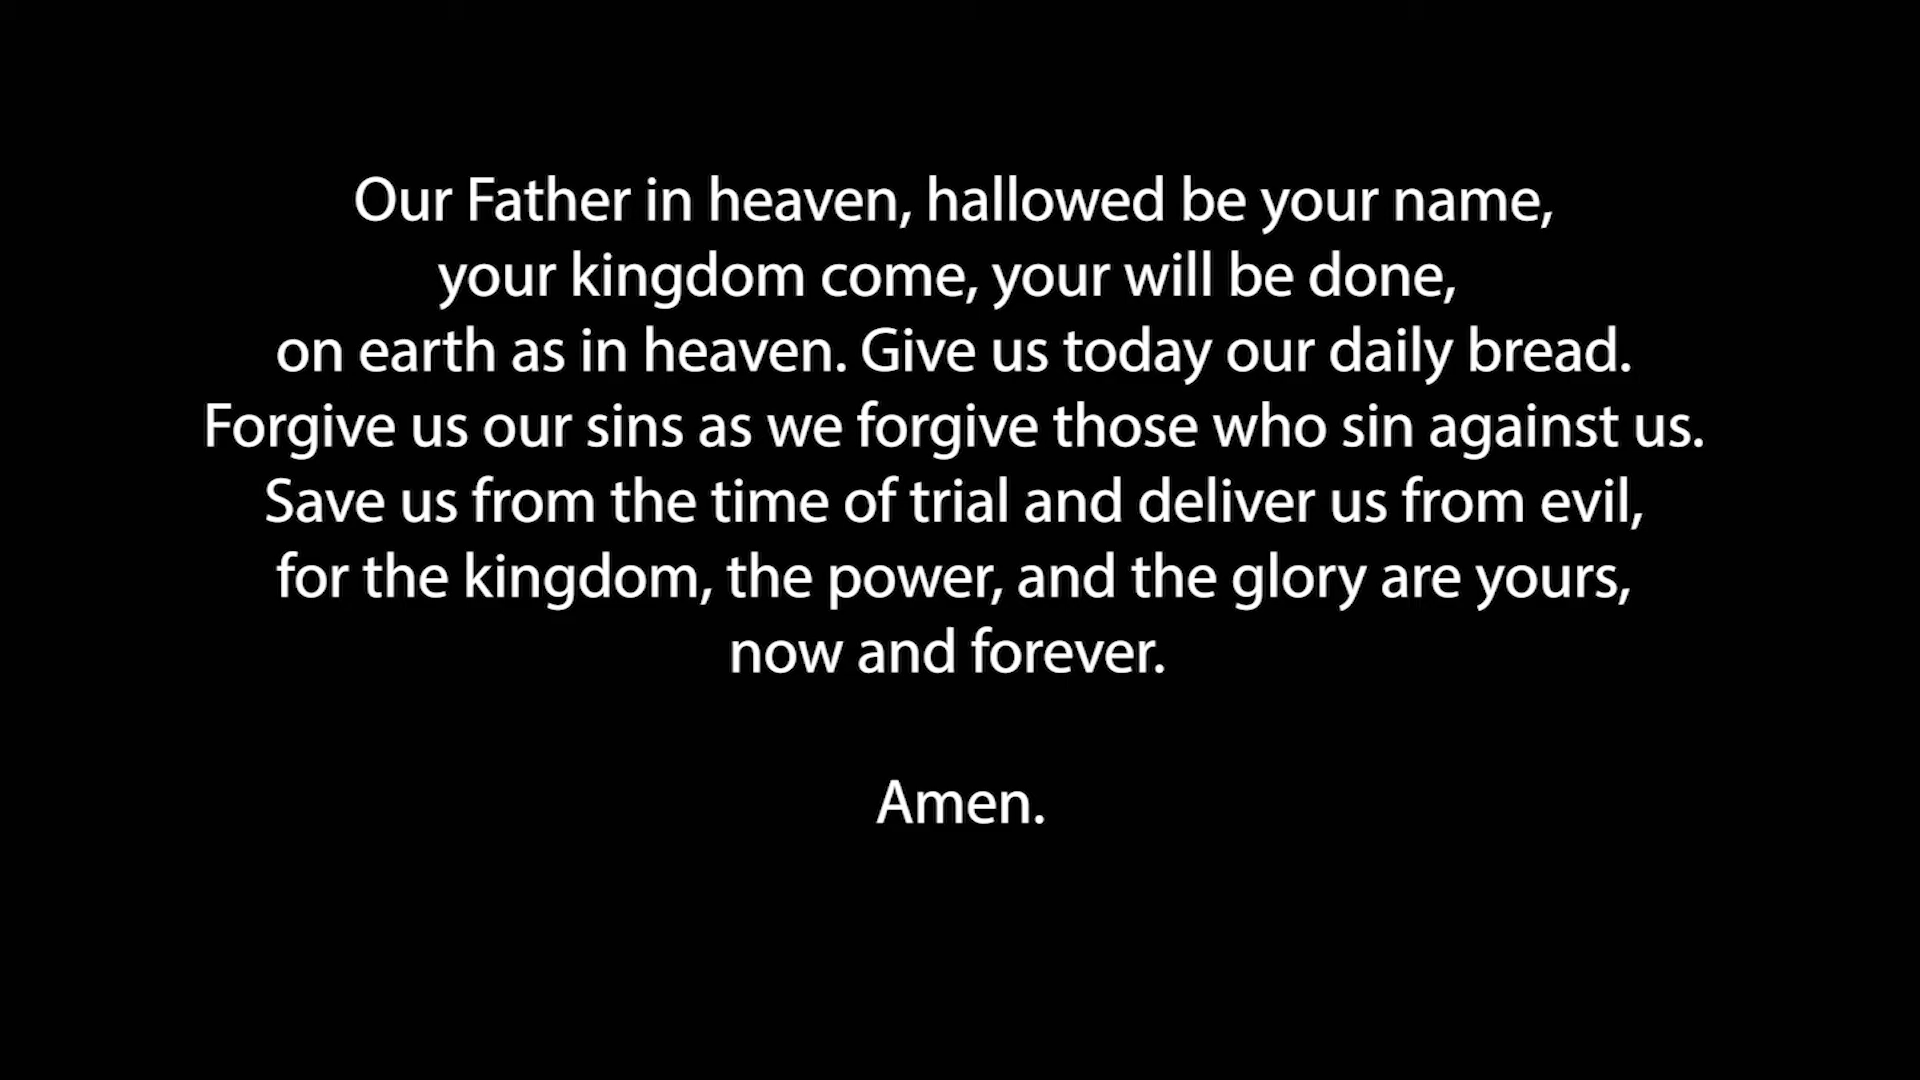 Our Father in heaven, hallowed be your name,
your kingdom come, your will be done,
on earth as in heaven. Give us today our daily bread.
Forgive us our sins as we forgive those who sin against us.
Save us from the time of trial and deliver us from evil,
for the kingdom, the power, and the glory are yours,
now and forever.
Amen.